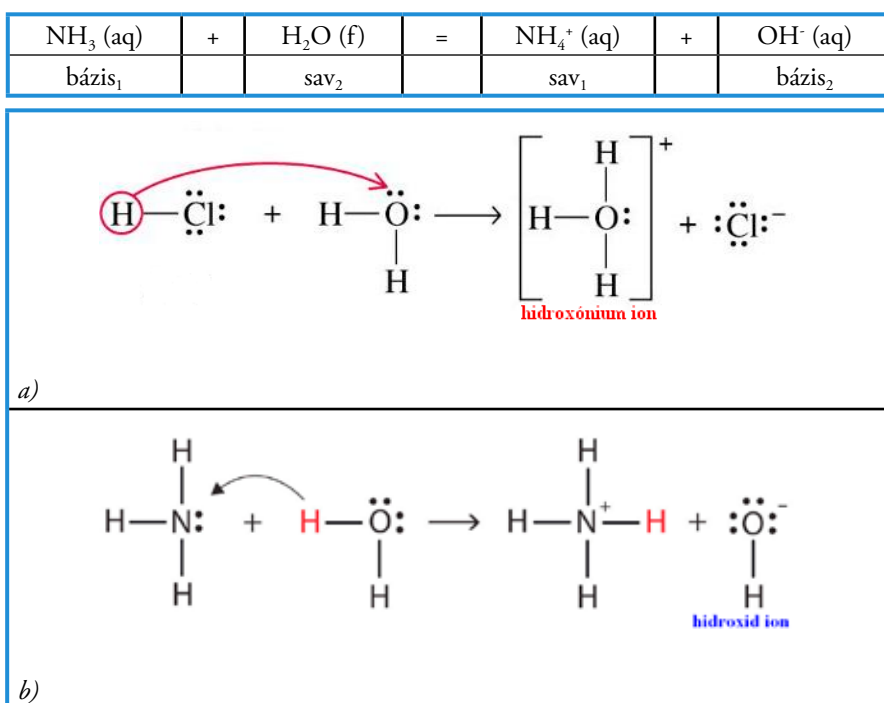 NH₃ (aq) + H₂O (f) = NH₄⁺ (aq) + OH⁻ (aq)
bázis₁ sav₂ sav₁ bázis₂
H
H—Cl: + H—O: ⟶ H—O: + :Cl:⁻
H H
hidroxónium ion
a)
H H
H—N: + H—O: ⟶ H—N⁺—H + :O:⁻
H H H H
hidroxid ion
b)